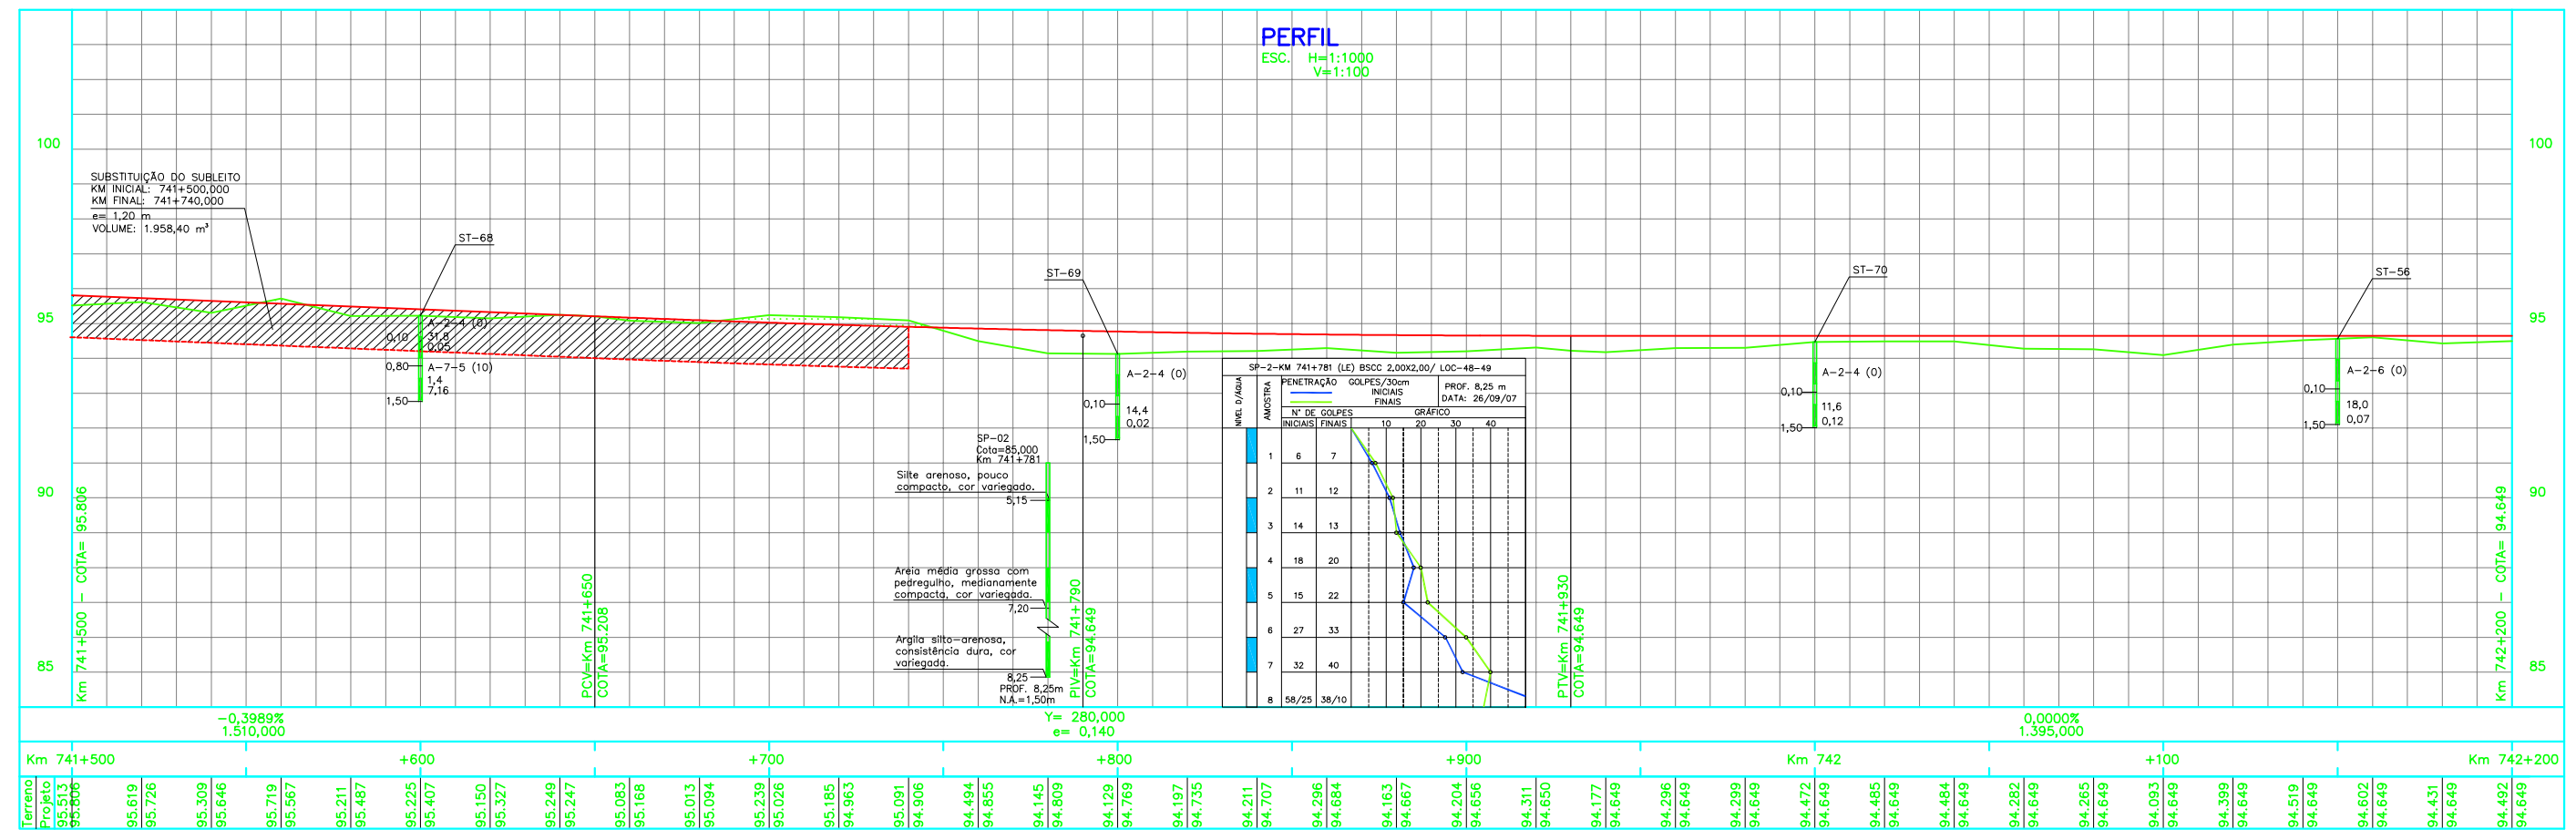 PERFIL
ESC. H=1:1000
V=1:100
100
100
95
95
90
90
85
85
SUBSTITUIÇÃO DO SUBLEITO
KM INICIAL: 741+500,000
KM FINAL: 741+740,000
e= 1,20 m
VOLUME: 1.958,40 m³
ST-68
A-2-4 (0)
0,10
31,8
0,05
0,80
A-7-5 (10)
1,4
7,16
1,50
ST-69
A-2-4 (0)
0,10
14,4
0,02
1,50
ST-70
A-2-4 (0)
0,10
11,6
0,12
1,50
ST-56
A-2-6 (0)
0,10
18,0
0,07
1,50
SP-02
Cota=85,000
Km 741+781
Silte arenoso, pouco
compacto, cor variegado.
5,15
Areia média grossa com
pedregulho, medianamente
compacta, cor variegada.
7,20
Argila silto-arenosa,
consistência dura, cor
variegada.
8,25
PROF. 8,25m
N.A.=1,50m
SP-2-KM 741+781 (LE) BSCC 2,00X2,00/ LOC-48-49
NÍVEL D/ÁGUA
AMOSTRA
PENETRAÇÃO GOLPES/30cm
INICIAIS
FINAIS
PROF. 8,25 m
DATA: 26/09/07
N° DE GOLPES
GRÁFICO
INICIAIS FINAIS 10 20 30 40
1 6 7
2 11 12
3 14 13
4 18 20
5 15 22
6 27 33
7 32 40
8 58/25 38/10
Km 741+500 - COTA= 95.806
PCV=Km 741+650
COTA=95.208
PIV=Km 741+790
COTA=94.649
PTV=Km 741+930
COTA=94.649
Km 742+200 - COTA= 94.649
-0,3989%
1.510,000
Y= 280,000
e= 0,140
0,0000%
1.395,000
Km 741+500 +600 +700 +800 +900 Km 742 +100 Km 742+200
Terreno 95.513 95.619 95.309 95.719 95.211 95.225 95.150 95.249 95.083 95.013 95.239 95.185 95.091 94.494 94.145 94.129 94.197 94.211 94.296 94.163 94.204 94.311 94.177 94.296 94.299 94.472 94.485 94.484 94.282 94.265 94.093 94.399 94.519 94.602 94.431 94.492
Projeto 95.806 95.726 95.646 95.567 95.487 95.407 95.327 95.247 95.168 95.094 95.026 94.963 94.906 94.855 94.809 94.769 94.735 94.707 94.684 94.667 94.656 94.650 94.649 94.649 94.649 94.649 94.649 94.649 94.649 94.649 94.649 94.649 94.649 94.649 94.649 94.649